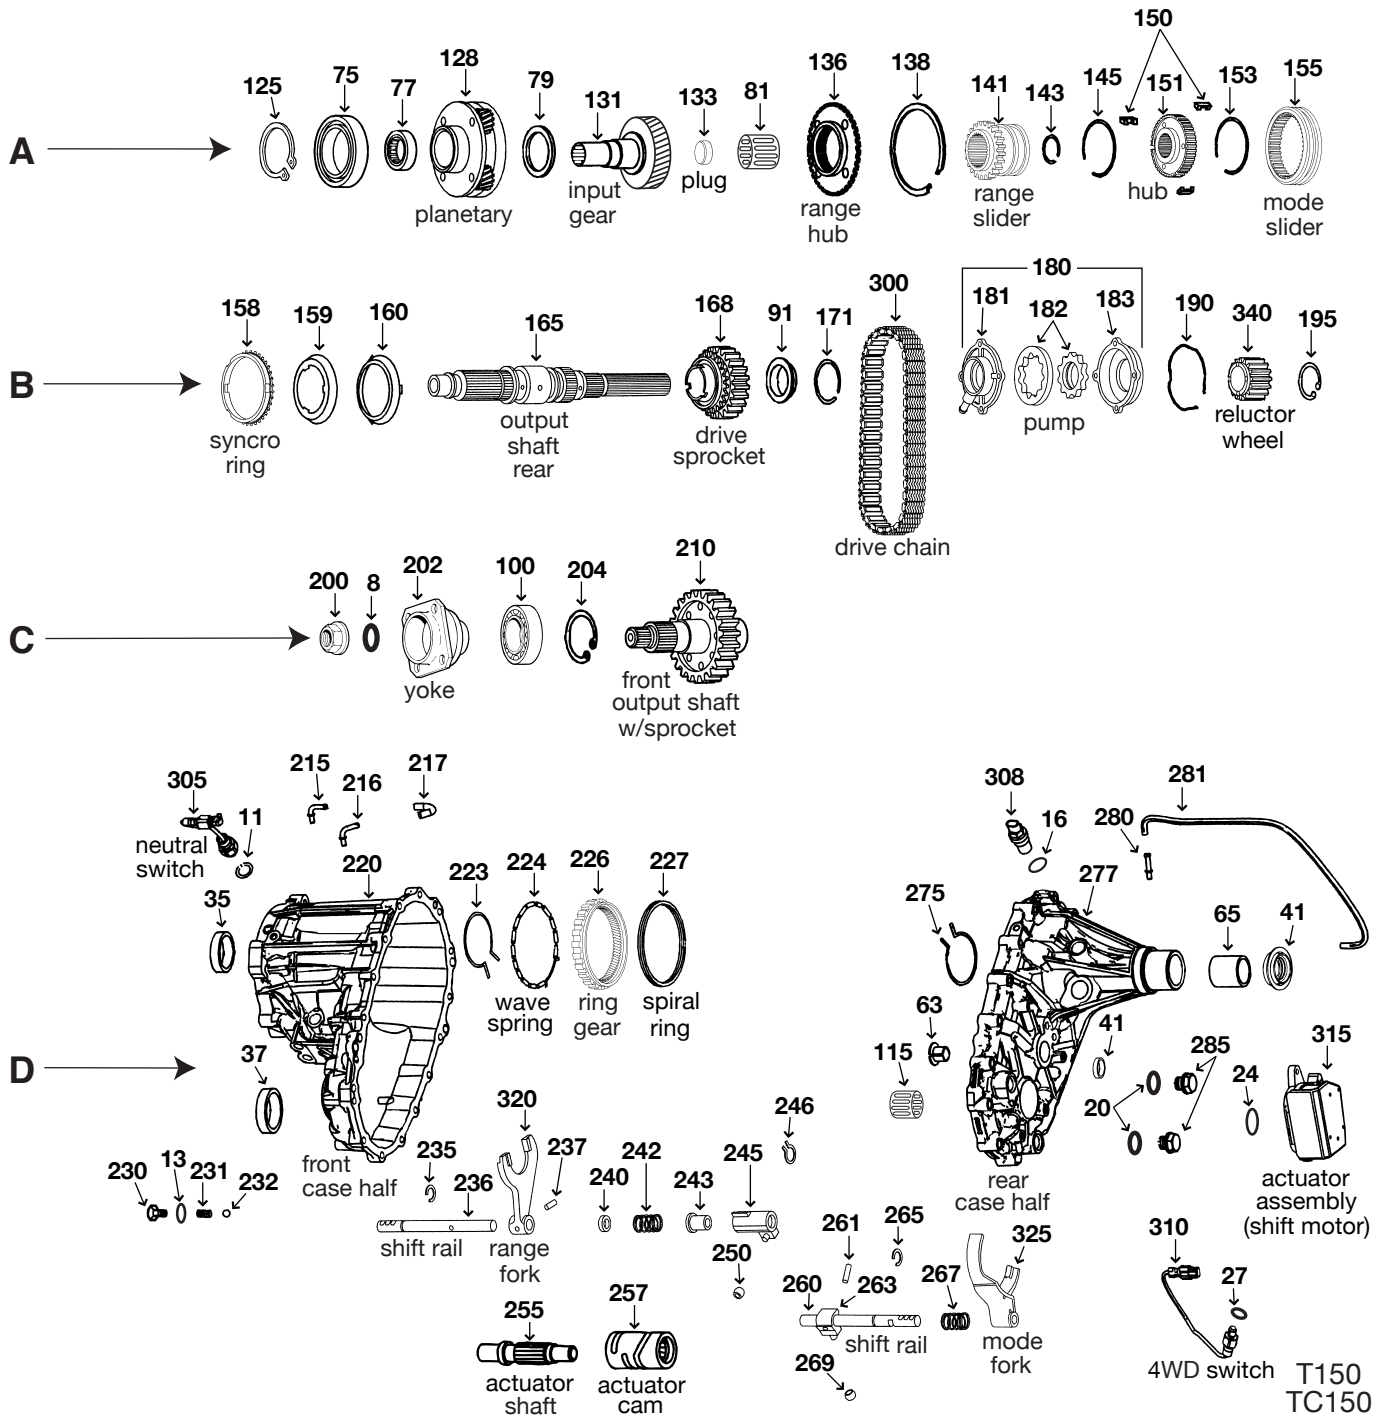 150
125
75
77
128
79
131
133
81
136
138
141
143
145
151
153
155
A
planetary
input
gear
plug
range
hub
range
slider
hub
mode
slider
180
158
159
160
165
168
91
171
300
181
182
183
190
340
195
B
syncro
ring
output
shaft
rear
drive
sprocket
drive chain
pump
reluctor
wheel
200
8
202
100
204
210
C
yoke
front
output shaft
w/sprocket
305
neutral
switch
11
215
216
217
220
35
37
223
224
226
227
wave
spring
ring
gear
spiral
ring
D
front
case half
308
16
280
281
277
275
65
41
63
115
41
285
20
24
315
rear
case half
actuator
assembly
(shift motor)
230
13
231
232
235
236
shift rail
320
range
fork
237
240
242
243
245
246
250
255
actuator
shaft
257
actuator
cam
260
261
263
265
shift rail
267
269
325
mode
fork
310
27
4WD switch
T150
TC150